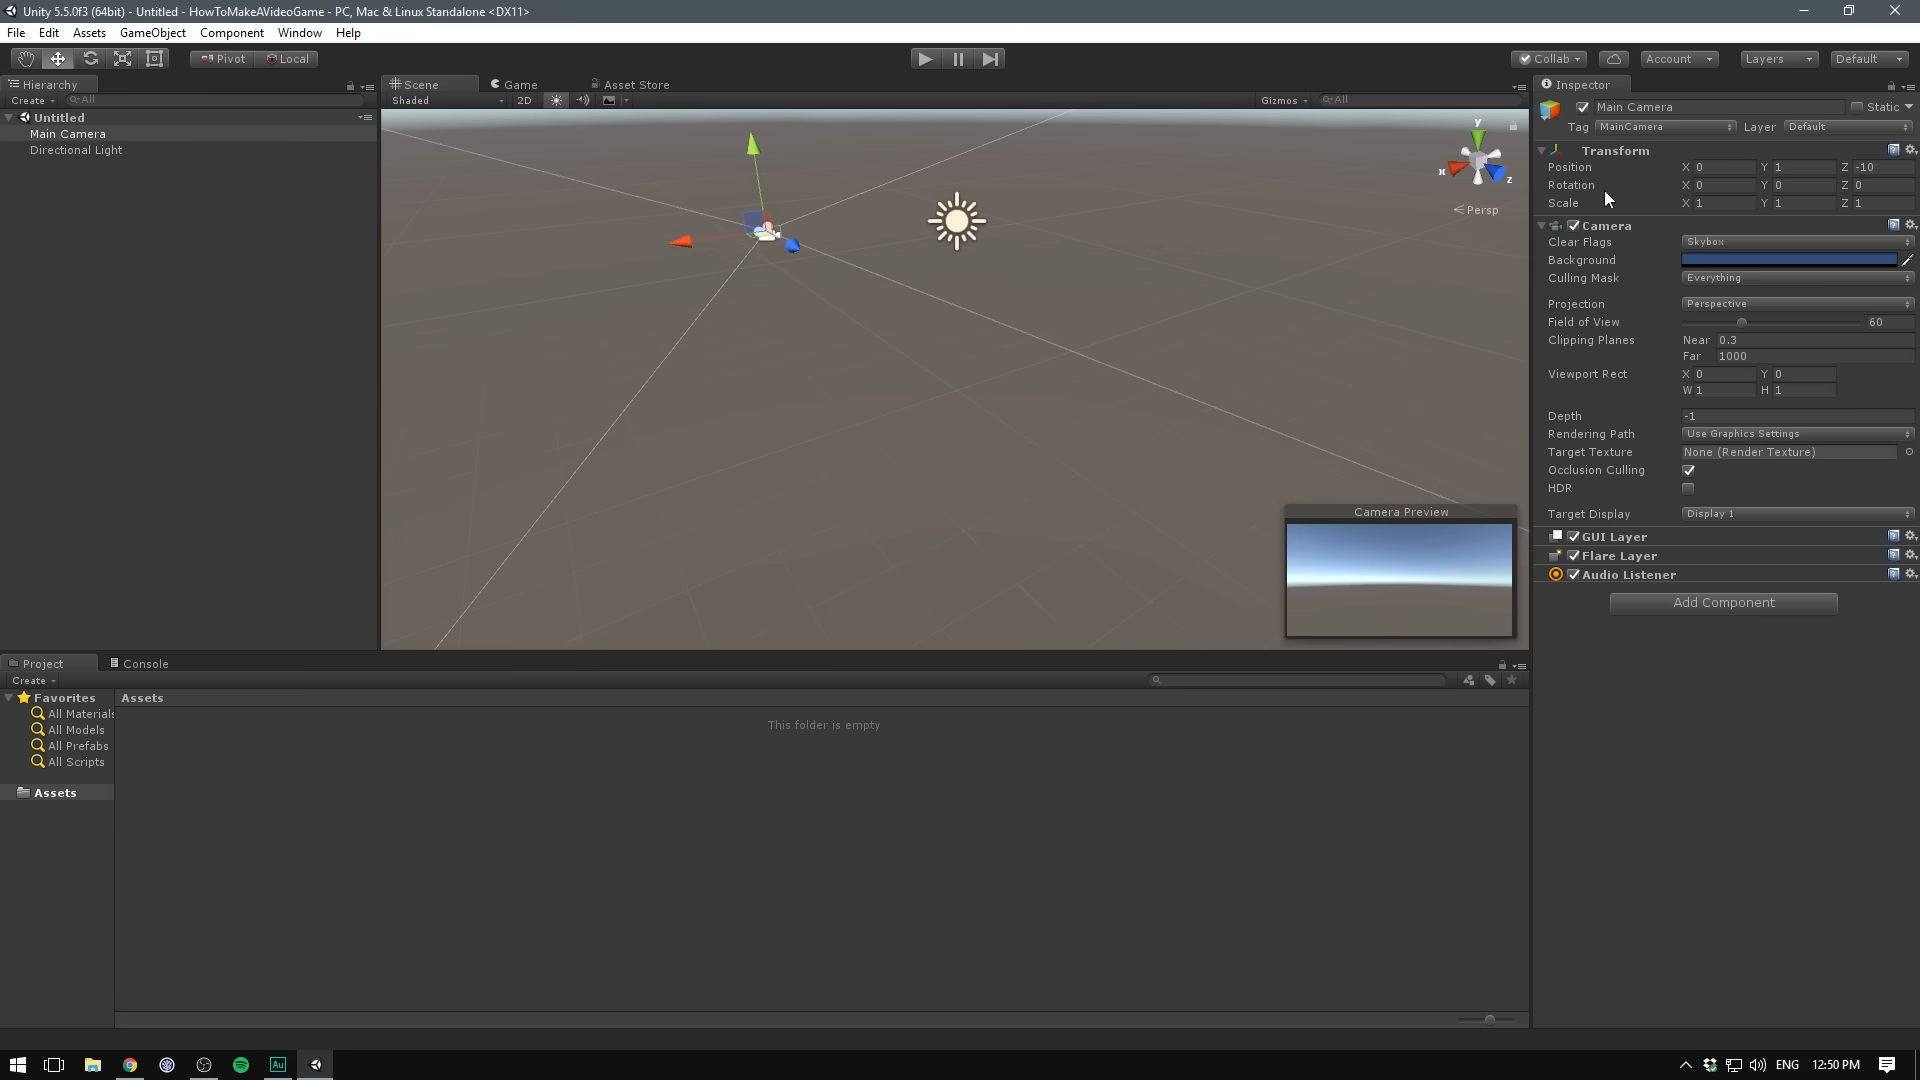 Unity 5.5.0f3 (64bit) - Untitled - HowToMakeAVideoGame - PC, Mac & Linux Standalone <DX11>
File Edit Assets GameObject Component Window Help
Pivot Local Collab Account Layers Default
Hierarchy Scene Game Asset Store Inspector
Create All Shaded 2D Gizmos All
Main Camera Static
Untitled
Tag MainCamera Layer Default
Main Camera
Directional Light
y
x
z
Persp
Transform
Position X 0 Y 1 Z -10
Rotation X 0 Y 0 Z 0
Scale X 1 Y 1 Z 1
Camera
Clear Flags Skybox
Background
Culling Mask Everything
Projection Perspective
Field of View 60
Clipping Planes Near 0.3
Far 1000
Viewport Rect X 0 Y 0
W 1 H 1
Depth -1
Rendering Path Use Graphics Settings
Target Texture None (Render Texture)
Occlusion Culling
HDR
Target Display Display 1
Camera Preview
GUI Layer
Flare Layer
Audio Listener
Add Component
Project Console
Create
Favorites Assets
All Materials
This folder is empty
All Models
All Prefabs
All Scripts
Assets
Au
ENG 12:50 PM